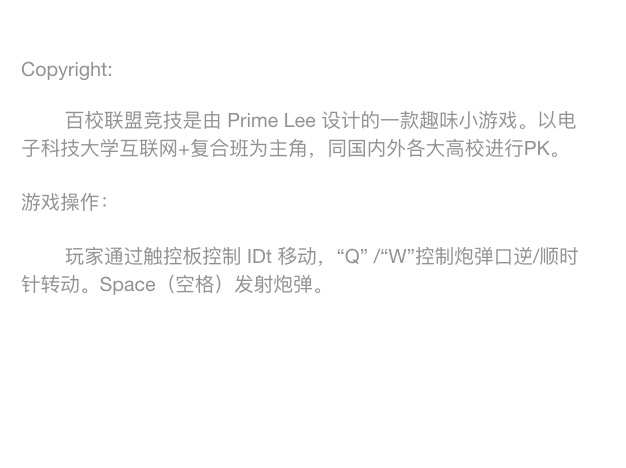 Copyright:
百校联盟竞技是由 Prime Lee 设计的一款趣味小游戏。以电
子科技大学互联网+复合班为主角，同国内外各大高校进行PK。
游戏操作：
玩家通过触控板控制 IDt 移动，“Q” /“W”控制炮弹口逆/顺时
针转动。Space（空格）发射炮弹。